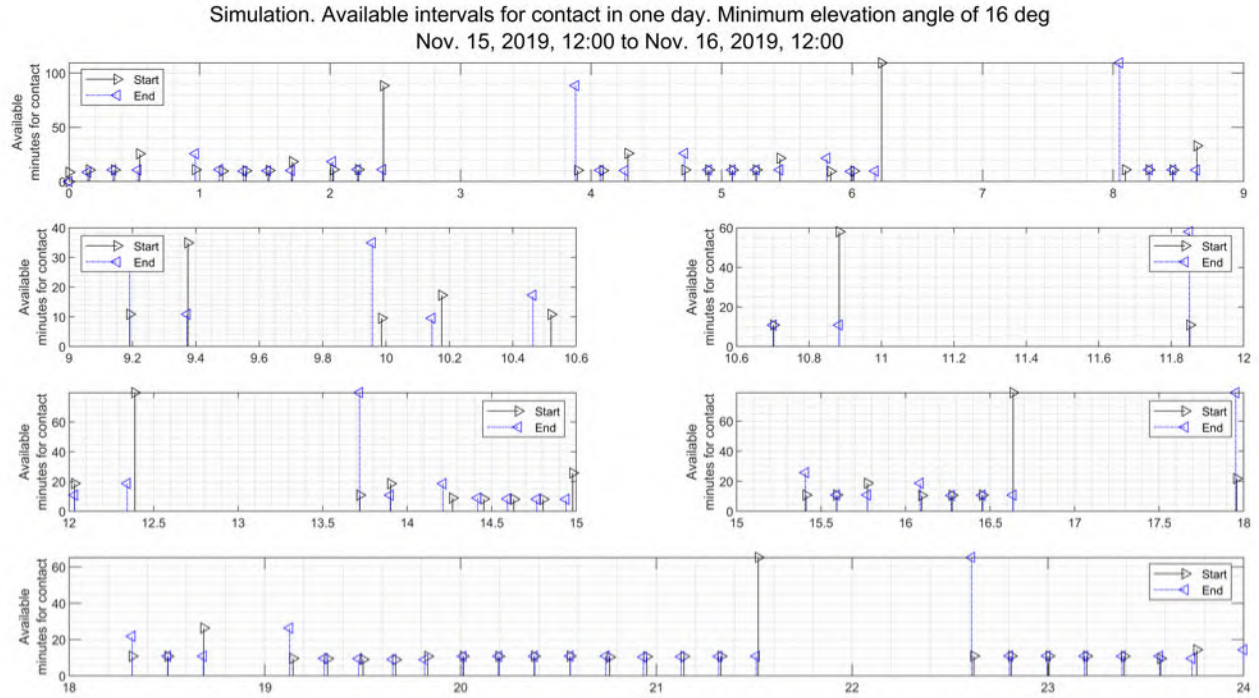 Simulation. Available intervals for contact in one day. Minimum elevation angle of 16 deg
Nov. 15, 2019, 12:00 to Nov. 16, 2019, 12:00
Available
minutes for contact
100
50
0
Start
End
0 1 2 3 4 5 6 7 8 9
Available
minutes for contact
40
30
20
10
0
Start
End
9 9.2 9.4 9.6 9.8 10 10.2 10.4 10.6
Available
minutes for contact
60
40
20
0
Start
End
10.6 10.8 11 11.2 11.4 11.6 11.8 12
Available
minutes for contact
60
40
20
0
Start
End
12 12.5 13 13.5 14 14.5 15
Available
minutes for contact
60
40
20
0
Start
End
15 15.5 16 16.5 17 17.5 18
Available
minutes for contact
60
40
20
0
Start
End
18 19 20 21 22 23 24